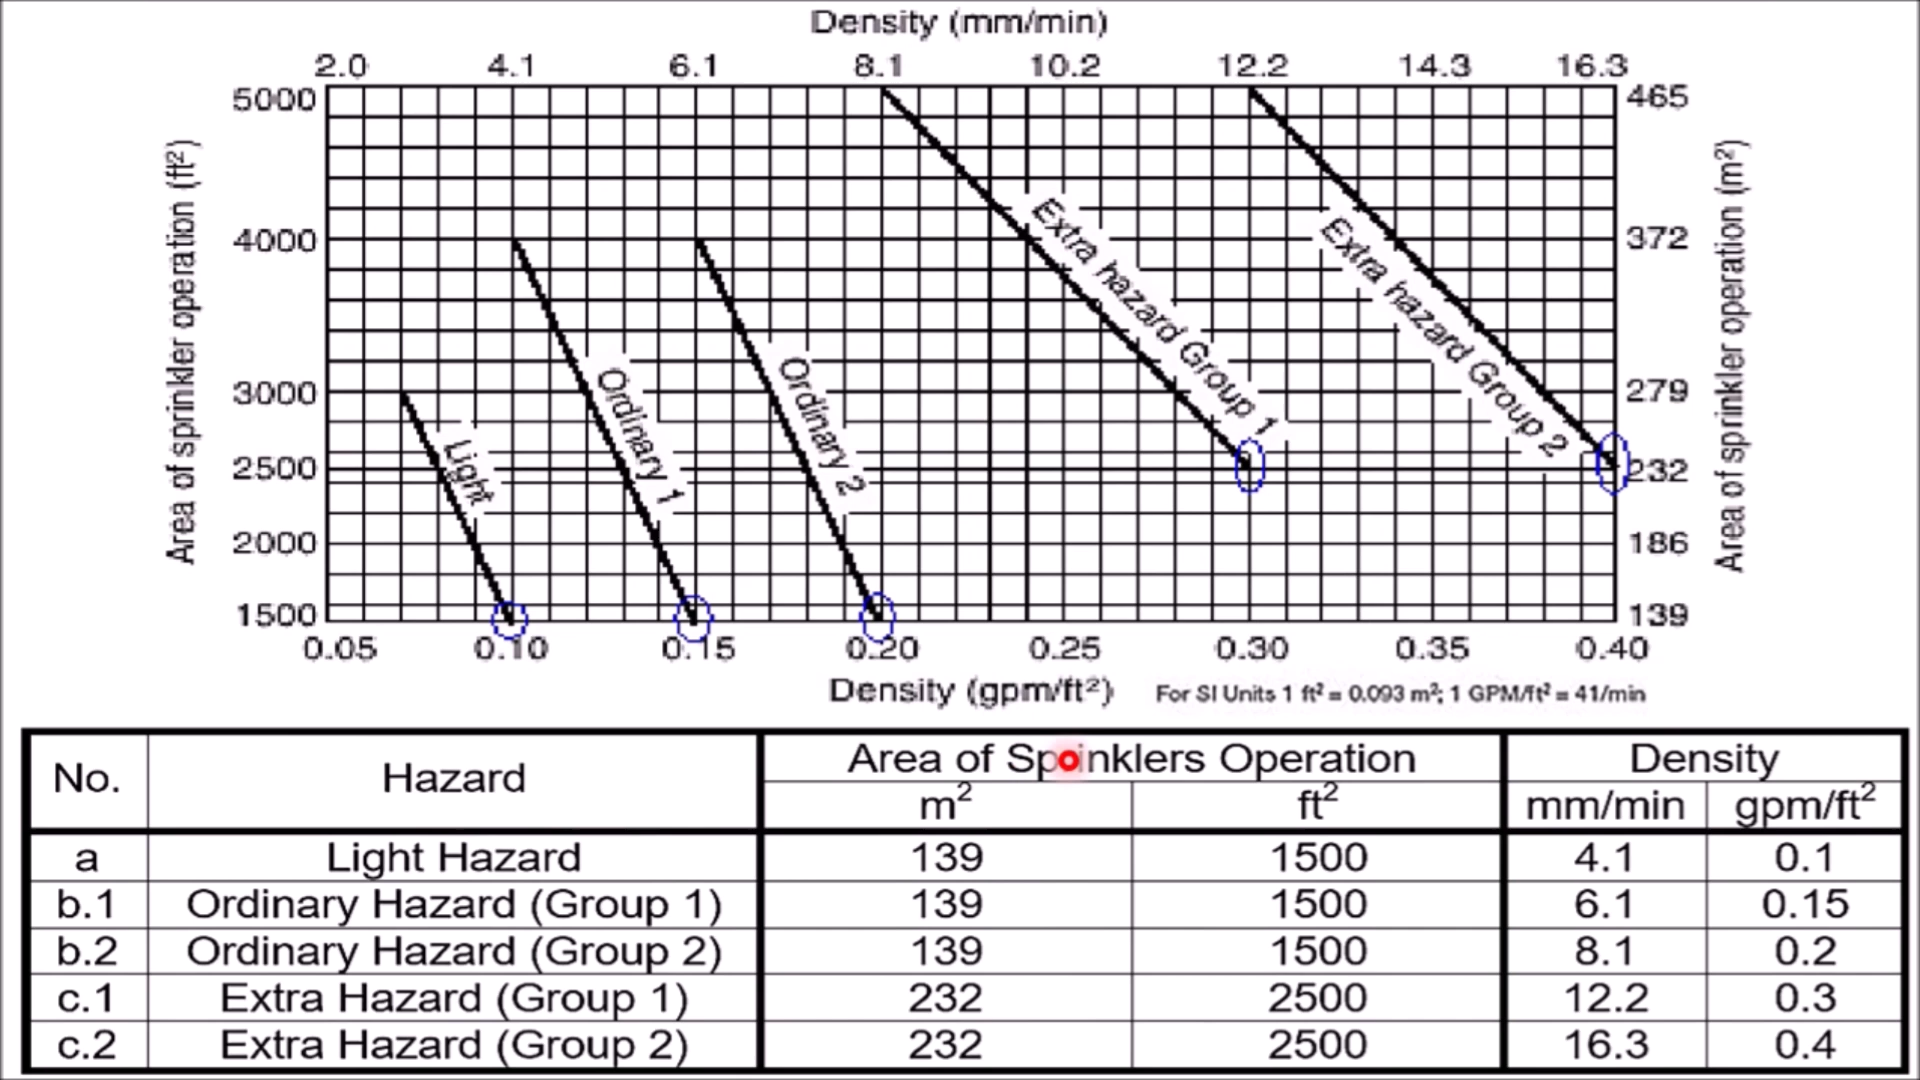 Density (mm/min)
2.0 4.1 6.1 8.1 10.2 12.2 14.3 16.3
5000 465
4000 372
3000 279
2500 232
2000 186
1500 139
Area of sprinkler operation (ft²)
Area of sprinkler operation (m²)
Light
Ordinary 1
Ordinary 2
Extra hazard Group 1
Extra hazard Group 2
0.05 0.10 0.15 0.20 0.25 0.30 0.35 0.40
Density (gpm/ft²) For SI Units 1 ft² = 0.093 m²; 1 GPM/ft² = 41/min
No. Hazard Area of Sprinklers Operation Density
m² ft² mm/min gpm/ft²
a Light Hazard 139 1500 4.1 0.1
b.1 Ordinary Hazard (Group 1) 139 1500 6.1 0.15
b.2 Ordinary Hazard (Group 2) 139 1500 8.1 0.2
c.1 Extra Hazard (Group 1) 232 2500 12.2 0.3
c.2 Extra Hazard (Group 2) 232 2500 16.3 0.4